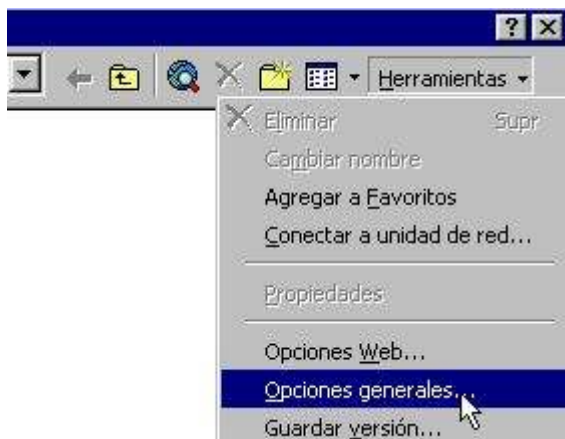 Herramientas
Eliminar Supr
Cambiar nombre
Agregar a Favoritos
Conectar a unidad de red...
Propiedades
Opciones Web...
Opciones generales...
Guardar versión...